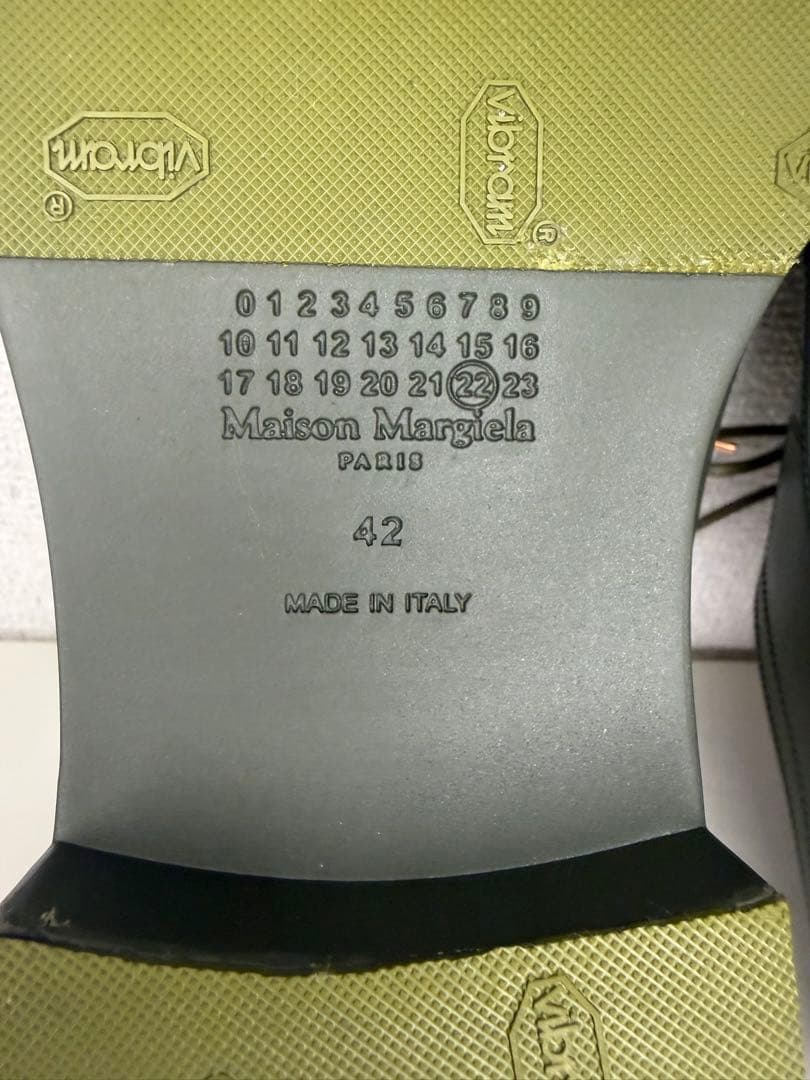 vibram
®
vibram
®
0 1 2 3 4 5 6 7 8 9
10 11 12 13 14 15 16
17 18 19 20 21 22 23
Maison Margiela
PARIS
42
MADE IN ITALY